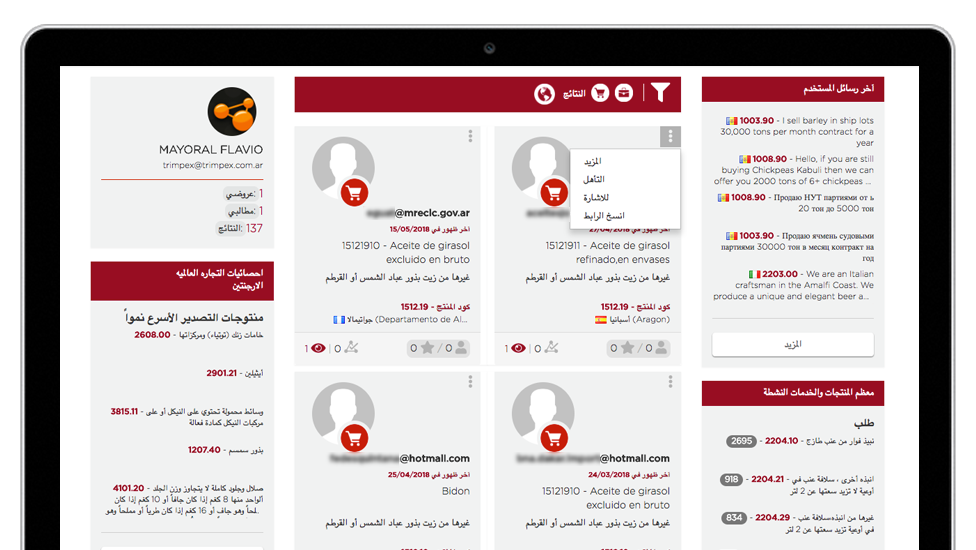 آخر رسائل المستخدم
1003.90 - I sell barley in ship lots
30,000 tons per month contract for a
year
1008.90 - Hello, if you are still
buying Chickpeas Kabuli then we can
offer you 2000 tons of 6+ chickpeas ...
1008.90 - Продаю НУТ партиями от ь
20 тон до 5000 тон
1003.90 - Продаю ячмень судовыми
партиями 30000 тон в месяц контракт на
год
2203.00 - We are an Italian
craftsman in the Amalfi Coast. We
produce a unique and elegant beer a...
المزيد
معظم المنتجات والخدمات النشطة
طلب
نبيذ فوار من عنب طازج - 2204.10 - 2695
انبذه أخرى ، سلافة عنب في - 2204.21 - 918
أوعية لا تزيد سعتها عن 2 لتر
غيرها من انبذه،سلافة عنب - 2204.29 - 834
في أوعية تزيد سعتها عن 2 لتر
النتائج
المزيد
التأهل
للاشارة
انسخ الرابط
اخر ظهور في 27/04/2018
15121911 - Aceite de girasol
refinado,en envases
غيرها من زيت بذور عباد الشمس أو القرطم
كود المنتج - 1512.19
أسبانيا (Aragon)
1 | 0 0 / 0
@mrecic.gov.ar
اخر ظهور في 15/05/2018
15121910 - Aceite de girasol
excluido en bruto
غيرها من زيت بذور عباد الشمس أو القرطم
كود المنتج - 1512.19
جواتيمالا (Departamento de Al...
1 | 0 0 / 0
@hotmail.com
اخر ظهور في 24/03/2018
15121910 - Aceite de girasol
excluido en bruto
غيرها من زيت بذور عباد الشمس أو القرطم
@hotmail.com
اخر ظهور في 25/04/2018
Bidon
غيرها من زيت بذور عباد الشمس أو القرطم
MAYORAL FLAVIO
trimpex@trimpex.com.ar
1 :عروضي
1 :مطالبي
137 :النتائج
احصائيات التجاره العالميه
الارجنتين
منتوجات التصدير الأسرع نمواً
خامات زنك (توتياء) ومركزاتها - 2608.00
أيثيلين - 2901.21
وسائط محمولة تحتوي على النيكل أو على - 3815.11
مركبات النيكل كمادة فعالة
بذور سمسم - 1207.40
صلال وجلود كاملة لا يتجاوز وزن الجلد - 4101.20
الواحد منها 8 كغم إذا كان جافاً أو 10 كغم إذا كان
مملحاً وهو جاف أو 16 كغم إذا كان طرياً أو مملحاً وهو